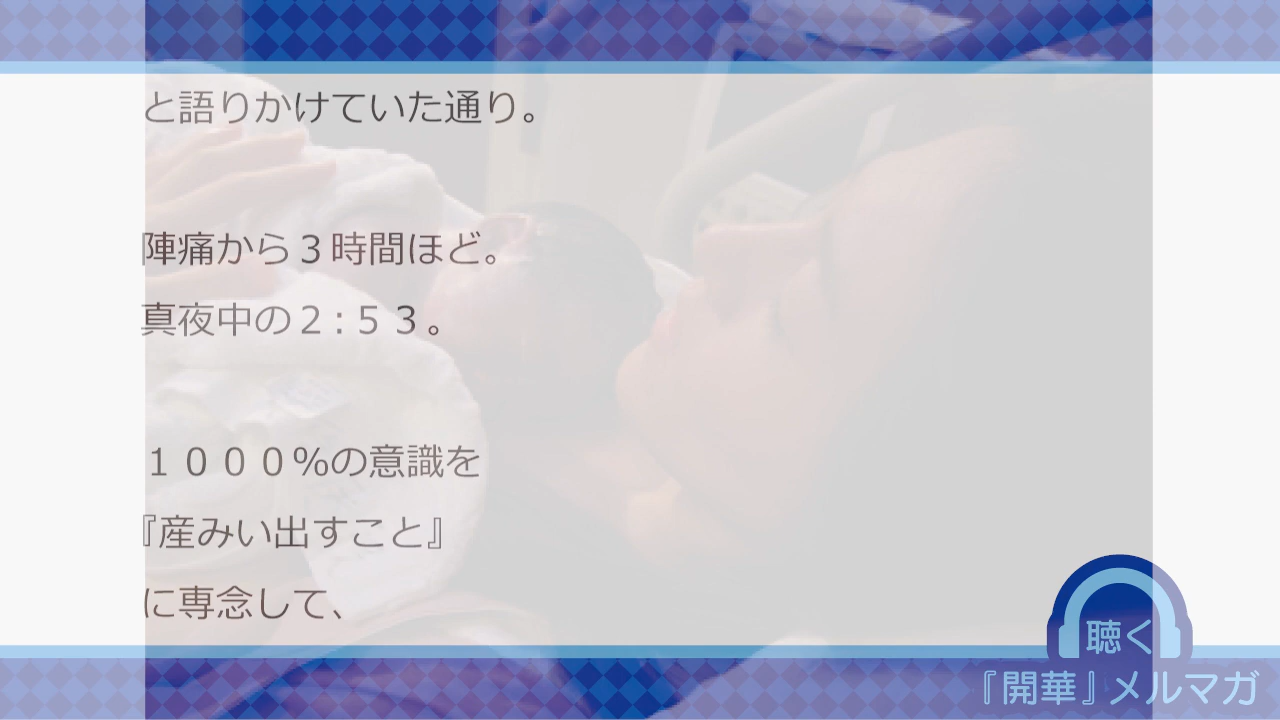 と語りかけていた通り。
陣痛から３時間ほど。
真夜中の２:５３。
１０００%の意識を
『産みい出すこと』
に専念して、
聴く
『開華』メルマガ